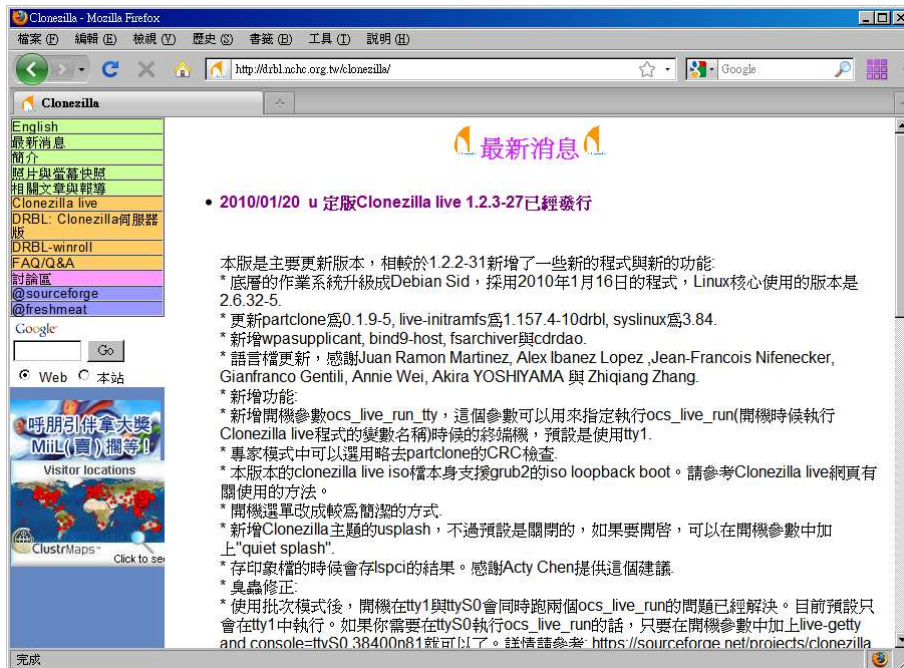 Clonezilla - Mozilla Firefox
檔案(F) 編輯(E) 檢視(V) 歷史(S) 書籤(B) 工具(T) 說明(H)
http://drbl.nchc.org.tw/clonezilla/
Google
Clonezilla
English
最新消息
簡介
照片與螢幕快照
相關文章與報導
Clonezilla live
DRBL: Clonezilla伺服器
版
DRBL-winroll
FAQ/Q&A
討論區
@sourceforge
@freshmeat
Google
Go
Web 本站
呼朋引伴拿大獎
MiiL(賣)擱等!
Visitor locations
ClustrMaps
Click to se
最新消息
• 2010/01/20 u 定版Clonezilla live 1.2.3-27已經發行
本版是主要更新版本，相較於1.2.2-31新增了一些新的程式與新的功能:
* 底層的作業系統升級成Debian Sid，採用2010年1月16日的程式，Linux核心使用的版本是
2.6.32-5.
* 更新partclone為0.1.9-5, live-initramfs為1.157.4-10drbl, syslinux為3.84.
* 新增wpasupplicant, bind9-host, fsarchiver與cdrdao.
* 語言檔更新，感謝Juan Ramon Martinez, Alex Ibanez Lopez ,Jean-Francois Nifenecker,
Gianfranco Gentili, Annie Wei, Akira YOSHIYAMA 與 Zhiqiang Zhang.
* 新增功能:
* 新增開機參數ocs_live_run_tty，這個參數可以用來指定執行ocs_live_run(開機時候執行
Clonezilla live程式的變數名稱)時候的終端機，預設是使用tty1.
* 專家模式中可以選用略去partclone的CRC檢查.
* 本版本的clonezilla live iso檔本身支援grub2的iso loopback boot。請參考Clonezilla live網頁有
關使用的方法。
* 開機選單改成較為簡潔的方式.
* 新增Clonezilla主題的usplash，不過預設是關閉的，如果要開啓，可以在開機參數中加
上"quiet splash".
* 存印象檔的時候會存lspci的結果。感謝Acty Chen提供這個建議.
* 臭蟲修正:
* 使用批次模式後，開機在tty1與ttyS0會同時跑兩個ocs_live_run的問題已經解決。目前預設只
會在tty1中執行。如果你需要在ttyS0執行ocs_live_run的話，只要在開機參數中加上live-getty
and console=ttyS0,38400n81就可以了。詳情請參考: https://sourceforge.net/projects/clonezilla
完成